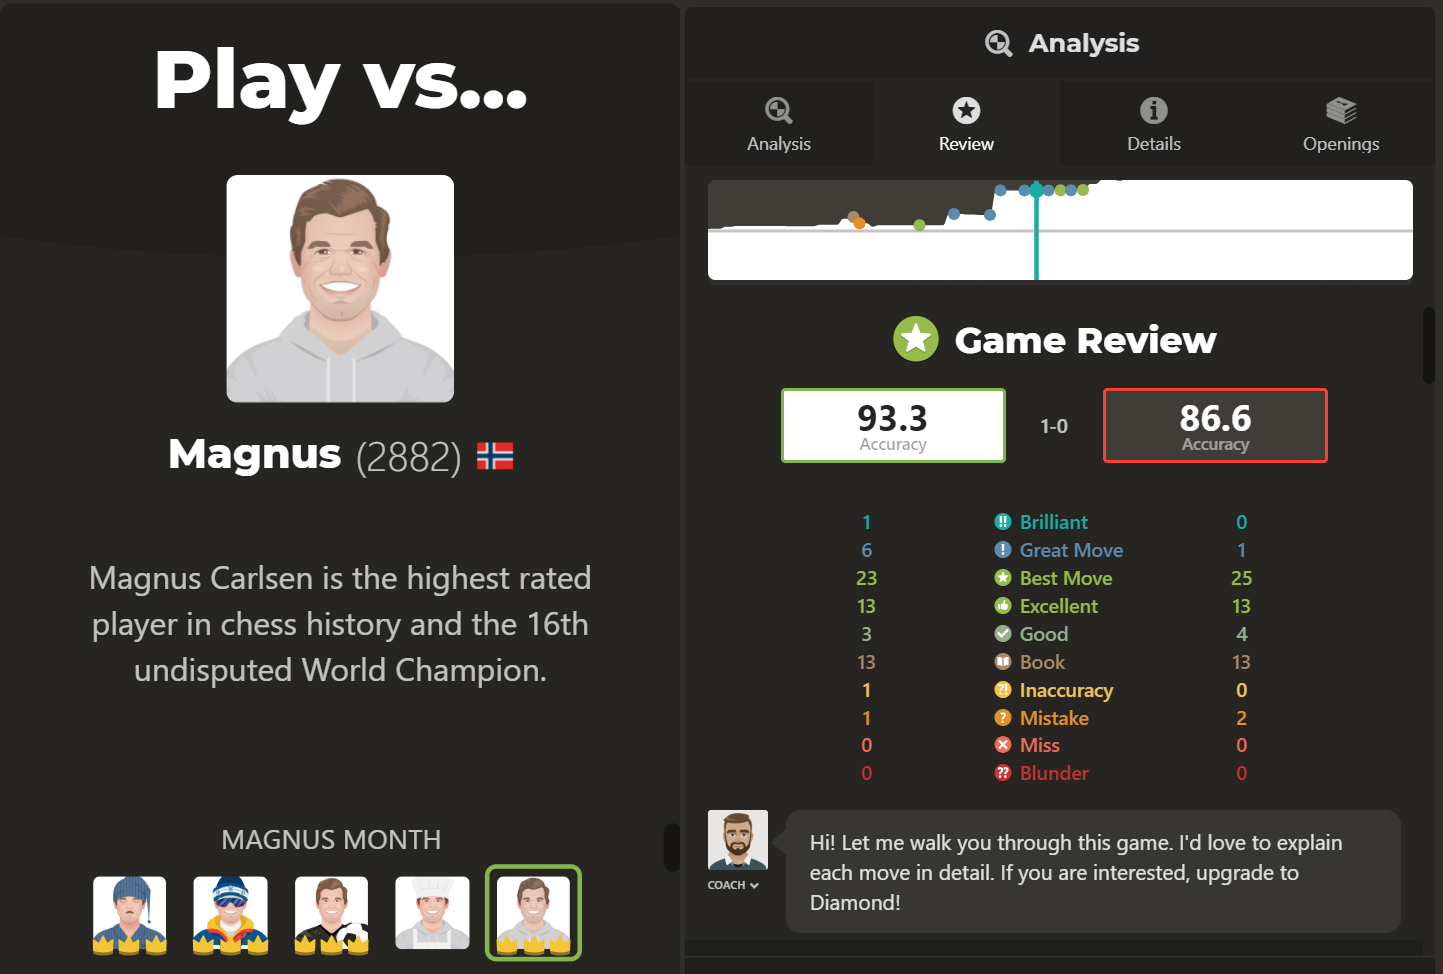 Play vs...
Magnus (2882)
Magnus Carlsen is the highest rated
player in chess history and the 16th
undisputed World Champion.
MAGNUS MONTH
Analysis
Analysis
Review
Details
Openings
Game Review
93.3
Accuracy
1-0
86.6
Accuracy
1 !! Brilliant 0
6 ! Great Move 1
23 Best Move 25
13 Excellent 13
3 Good 4
13 Book 13
1 ?! Inaccuracy 0
1 ? Mistake 2
0 Miss 0
0 ?? Blunder 0
COACH
Hi! Let me walk you through this game. I'd love to explain
each move in detail. If you are interested, upgrade to
Diamond!